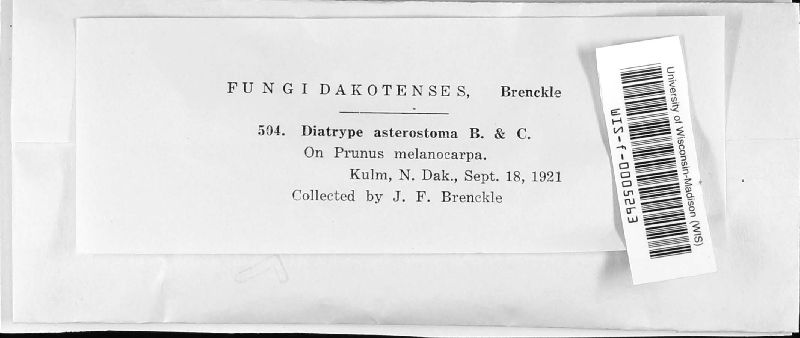 FUNGI DAKOTENSES, Brenckle
504. Diatrype asterostoma B. & C.
On Prunus melanocarpa.
Kulm, N. Dak., Sept. 18, 1921
Collected by J. F. Brenckle
University of Wisconsin-Madison (WIS)
WIS-f-0005293